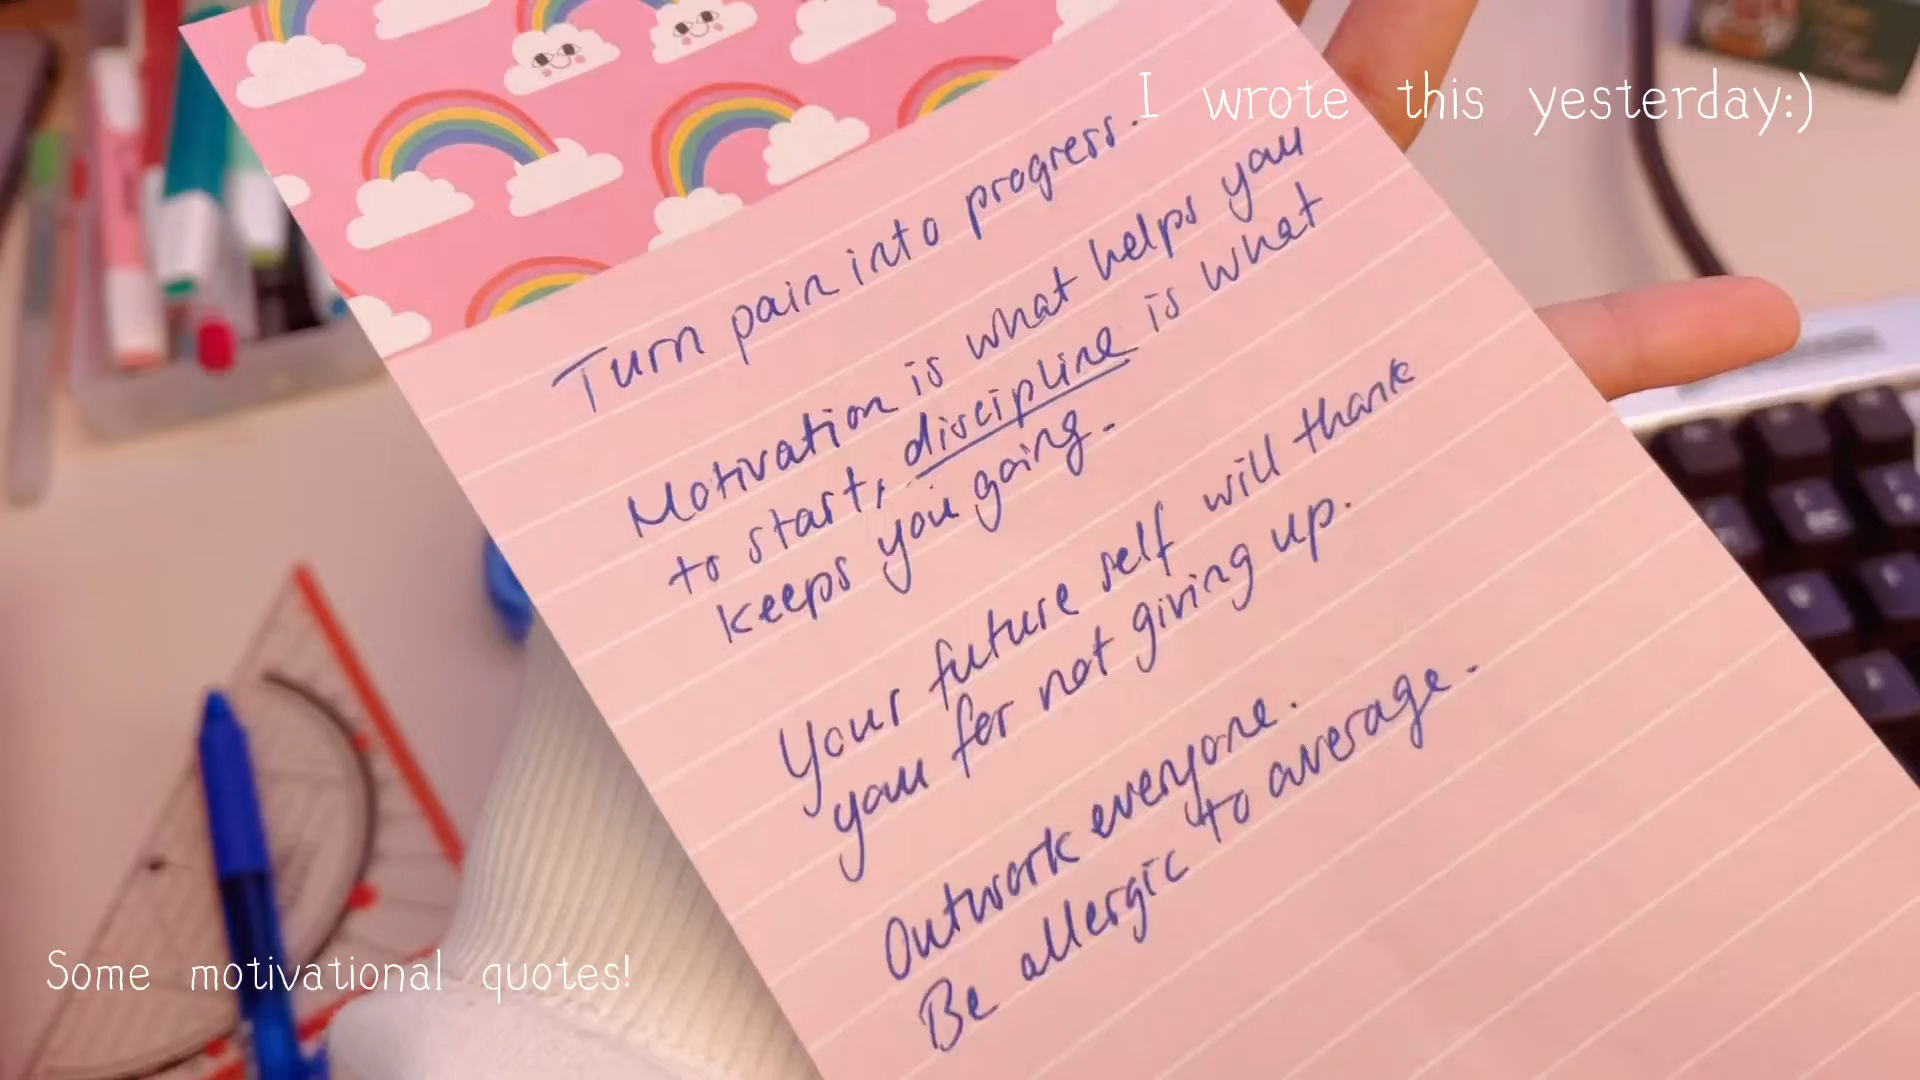 I wrote this yesterday:)
Turn pain into progress.
Motivation is what helps you
to start, discipline is what
keeps you going.
Your future self will thank
you for not giving up.
Outwork everyone.
Be allergic to average.
Some motivational quotes!